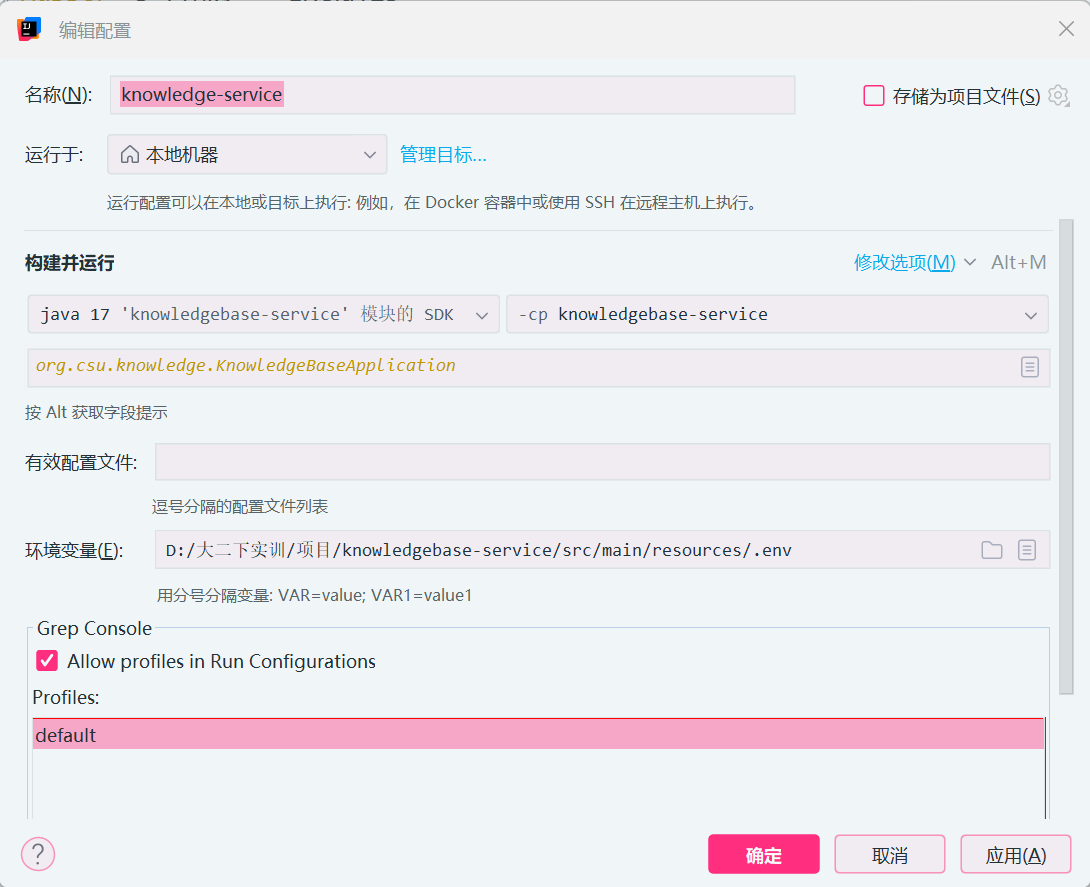 编辑配置
名称(N):
knowledge-service
存储为项目文件(S)
运行于:
本地机器
管理目标...
运行配置可以在本地或目标上执行: 例如，在 Docker 容器中或使用 SSH 在远程主机上执行。
构建并运行
修改选项(M)
Alt+M
java 17 'knowledgebase-service' 模块的 SDK
-cp knowledgebase-service
org.csu.knowledge.KnowledgeBaseApplication
按 Alt 获取字段提示
有效配置文件:
逗号分隔的配置文件列表
环境变量(E):
D:/大二下实训/项目/knowledgebase-service/src/main/resources/.env
用分号分隔变量: VAR=value; VAR1=value1
Grep Console
Allow profiles in Run Configurations
Profiles:
default
?
确定
取消
应用(A)